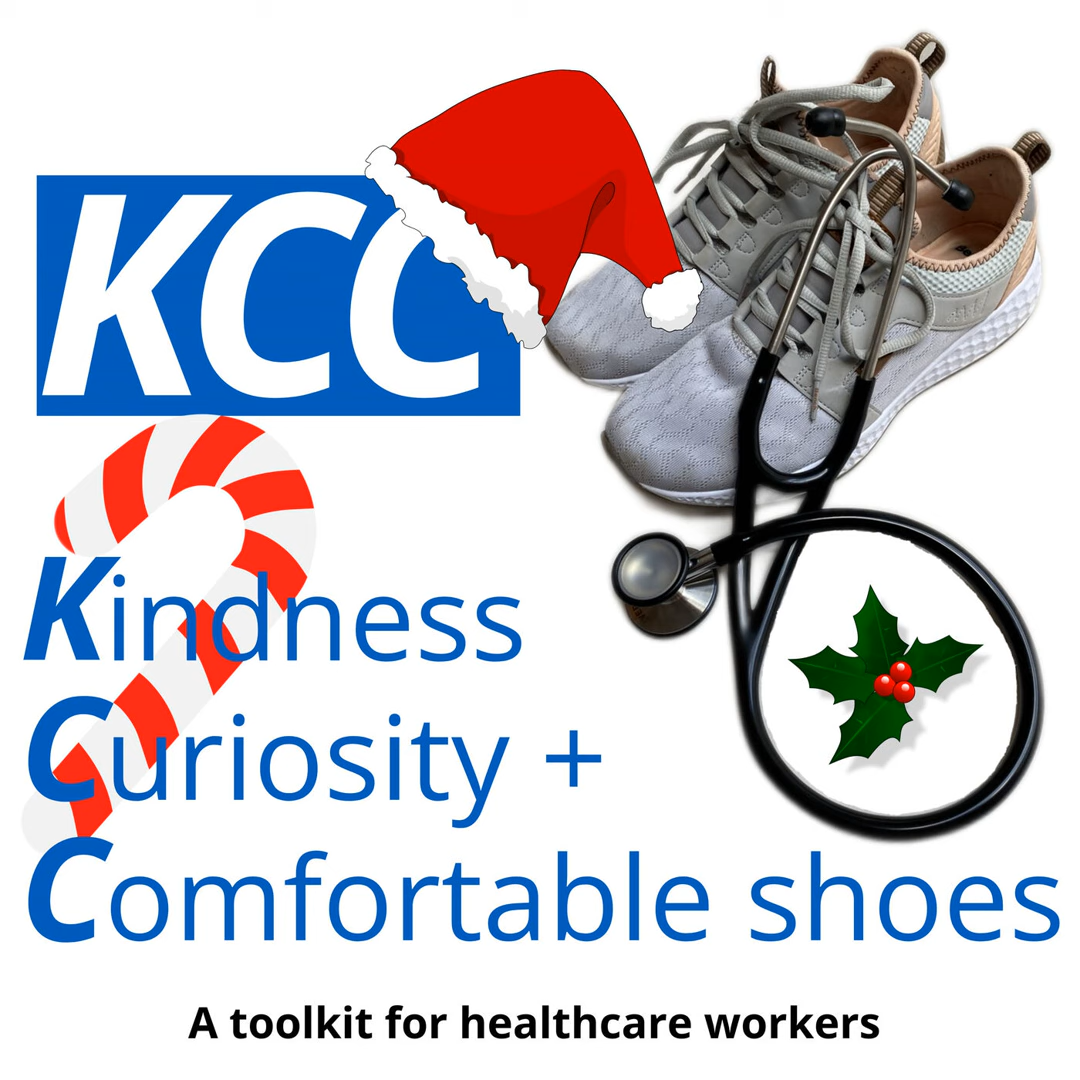 KCC
Kindness
Curiosity +
Comfortable shoes
A toolkit for healthcare workers